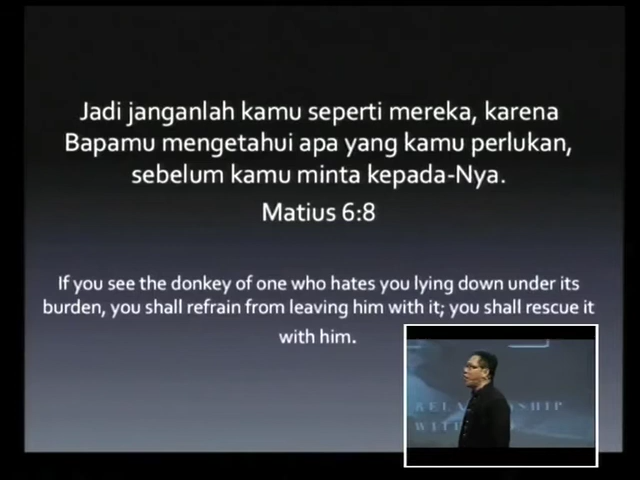 Jadi janganlah kamu seperti mereka, karena
Bapamu mengetahui apa yang kamu perlukan,
sebelum kamu minta kepada-Nya.
Matius 6:8
If you see the donkey of one who hates you lying down under its
burden, you shall refrain from leaving him with it; you shall rescue it
with him.